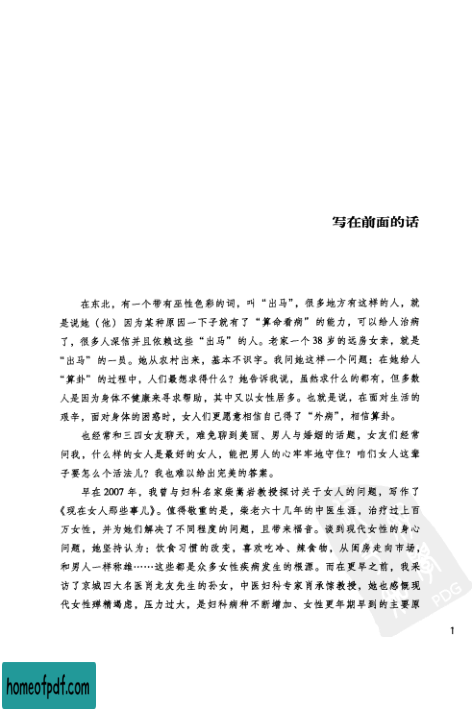 写在前面的话
在东北，有一个带有巫性色彩的词，叫“出马”，很多地方有这样的人，就
是说她（他）因为某种原因一下子就有了“算命看病”的能力，可以给人治病
了，很多人深信并且依赖这些“出马”的人。老家一个 38 岁的远房女亲，就是
“出马”的一员。她从农村出来，基本不识字。我问她这样一个问题：在她给人
“算卦”的过程中，人们最想求得什么？她告诉我说，虽然求什么的都有，但多数
人是因为身体不健康来寻求帮助，其中又以女性居多。也就是说，在面对生活的
艰辛，面对身体的困惑时，女人们更愿意相信自己得了“外病”，相信算卦。
也经常和三四女友聊天，难免聊到美丽、男人与婚姻的话题，女友们经常
问我，什么样的女人是最好的女人，能把男人的心牢牢地守住？咱们女人这辈
子要怎么个活法儿？我也难以给出完美的答案。
早在 2007 年，我曾与妇科名家柴嵩岩教授探讨关于女人的问题，写作了
《现在女人那些事儿》。值得敬重的是，柴老六十几年的中医生涯，治疗过上百
万女性，并为她们解决了不同程度的问题，且带来福音。谈到现代女性的身心
问题，她坚持认为：饮食习惯的改变，喜欢吃冷、辣食物，从闺房走向市场，
和男人一样称雄……这些都是众多女性疾病发生的根源。而在更早之前，我采
访了京城四大名医肖龙友先生的孙女，中医妇科专家肖承悰教授，她也感慨现
代女性殚精竭虑，压力过大，是妇科病种不断增加、女性更年期早到的主要原
PDG
1
homeofpdf.com